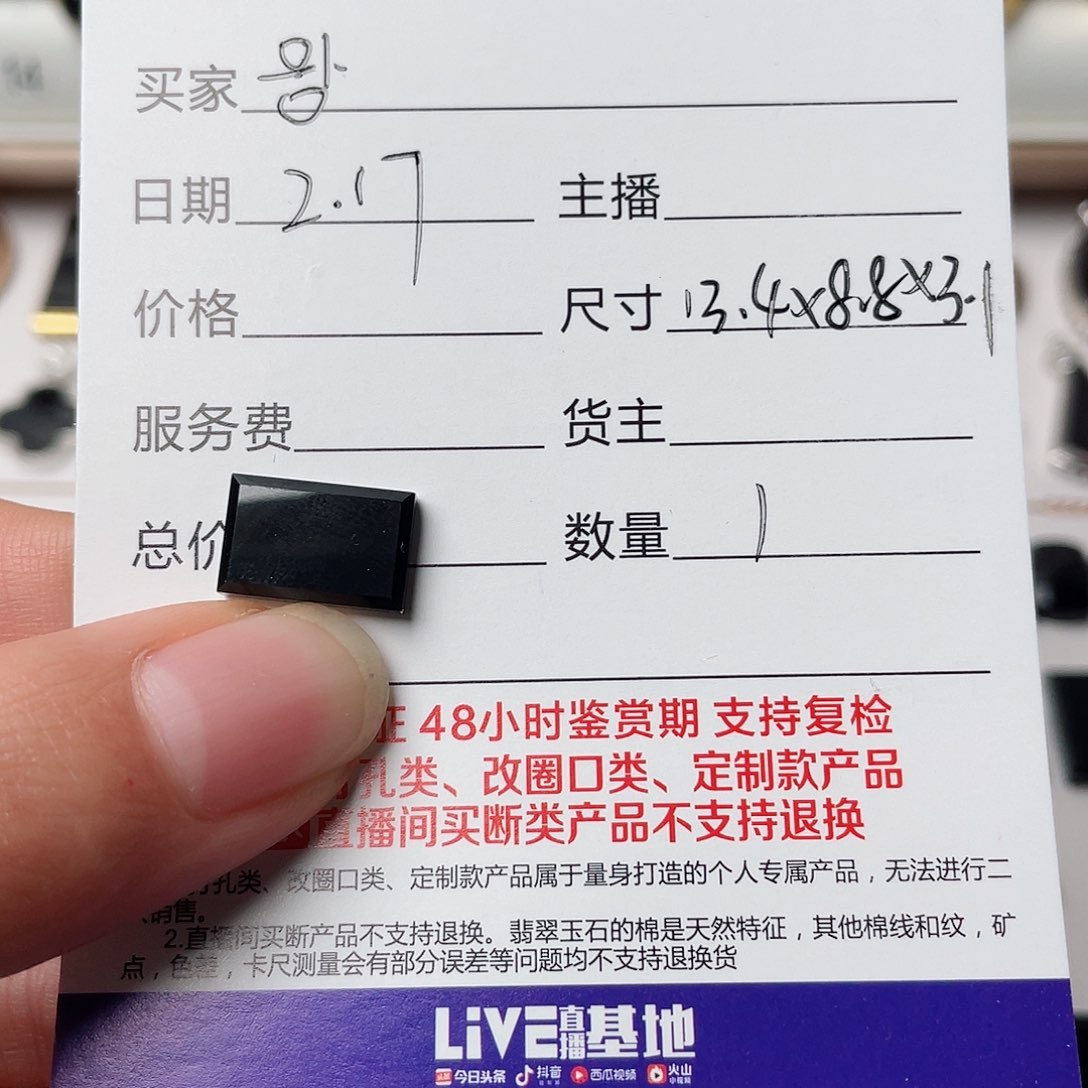 买家 왕
日期 2.17 主播
价格 尺寸 13.4x8.8x3.1
服务费 货主
总价 数量 1
证 48小时鉴赏期 支持复检
孔类、改圈口类、定制款产品
直播间买断类产品不支持退换
打孔类、改圈口类、定制款产品属于量身打造的个人专属产品，无法进行二
销售。
2.直播间买断产品不支持退换。翡翠玉石的棉是天然特征，其他棉线和纹，矿
点，色差，卡尺测量会有部分误差等问题均不支持退换货
LiVE直播基地
头条 今日头条 抖音 西瓜视频 火山